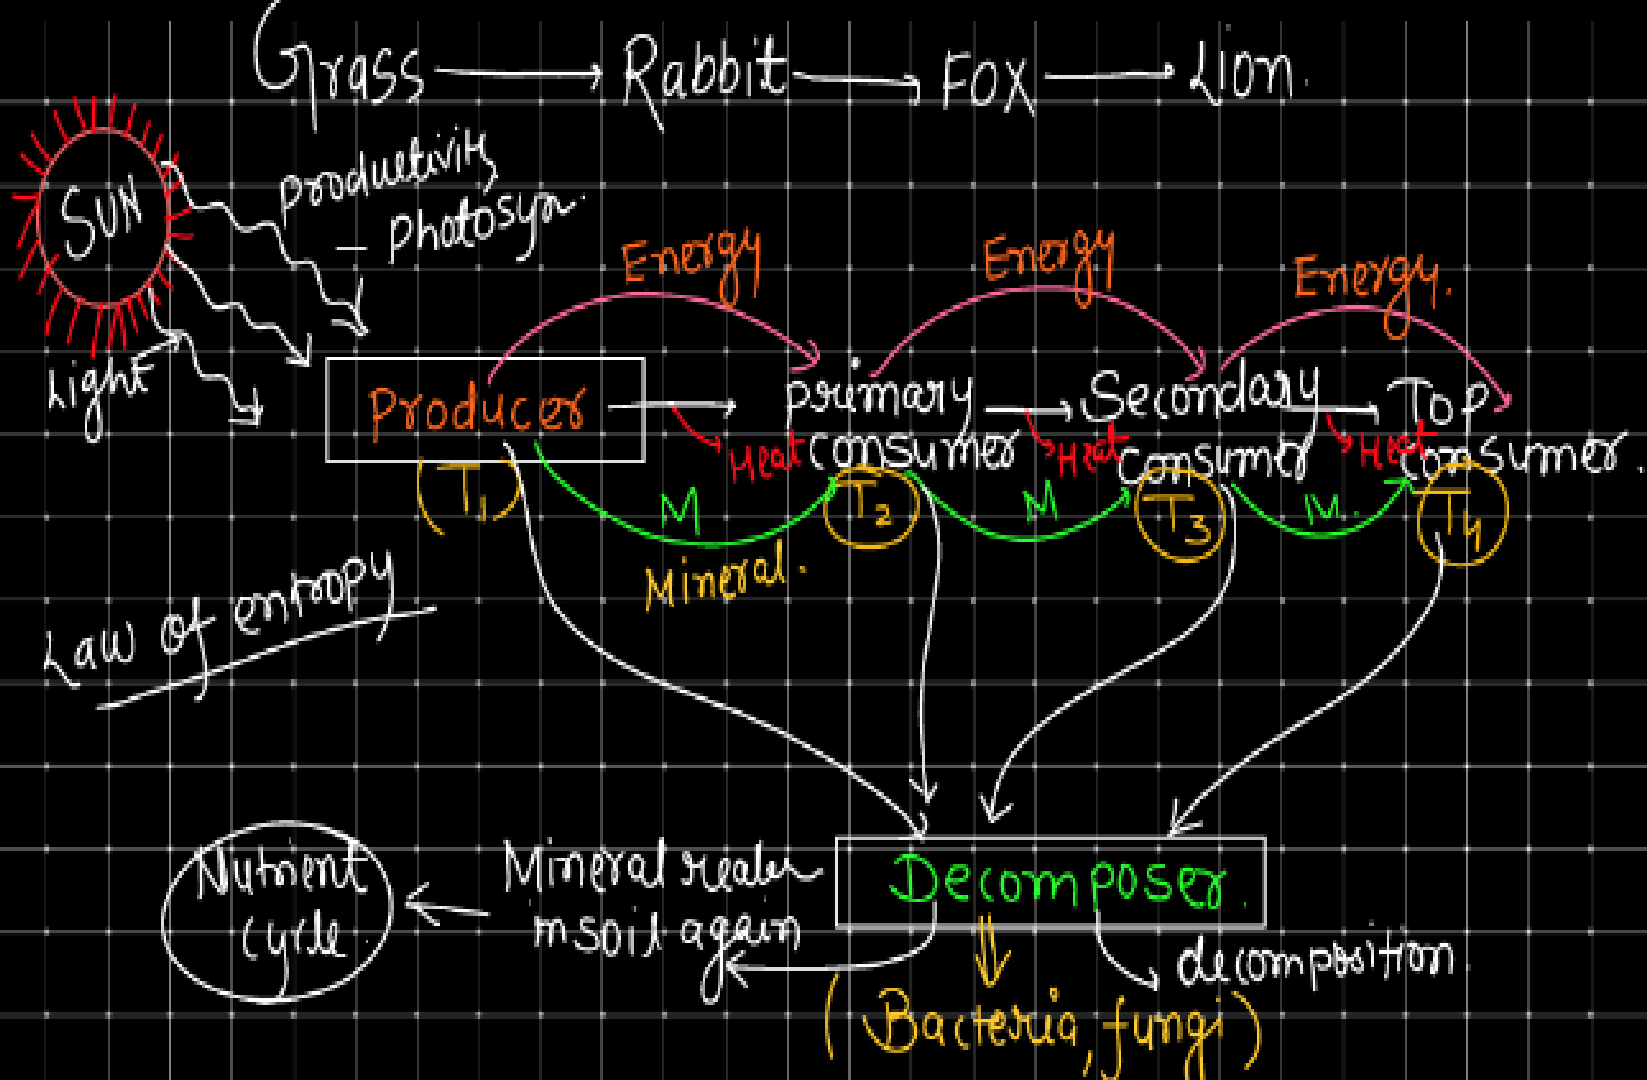 Grass → Rabbit → Fox → Lion.
SUN
Productivity
- Photosyn.
Light
Energy Energy Energy.
Producer → primary consumer → Secondary consumer → Top consumer.
Heat Heat Heat
(T1) T2 T3 T4
M M M.
Mineral.
Law of entropy
Decomposer.
Mineral
in soil again
Nutrient
cycle.
decomposition.
(Bacteria, fungi)